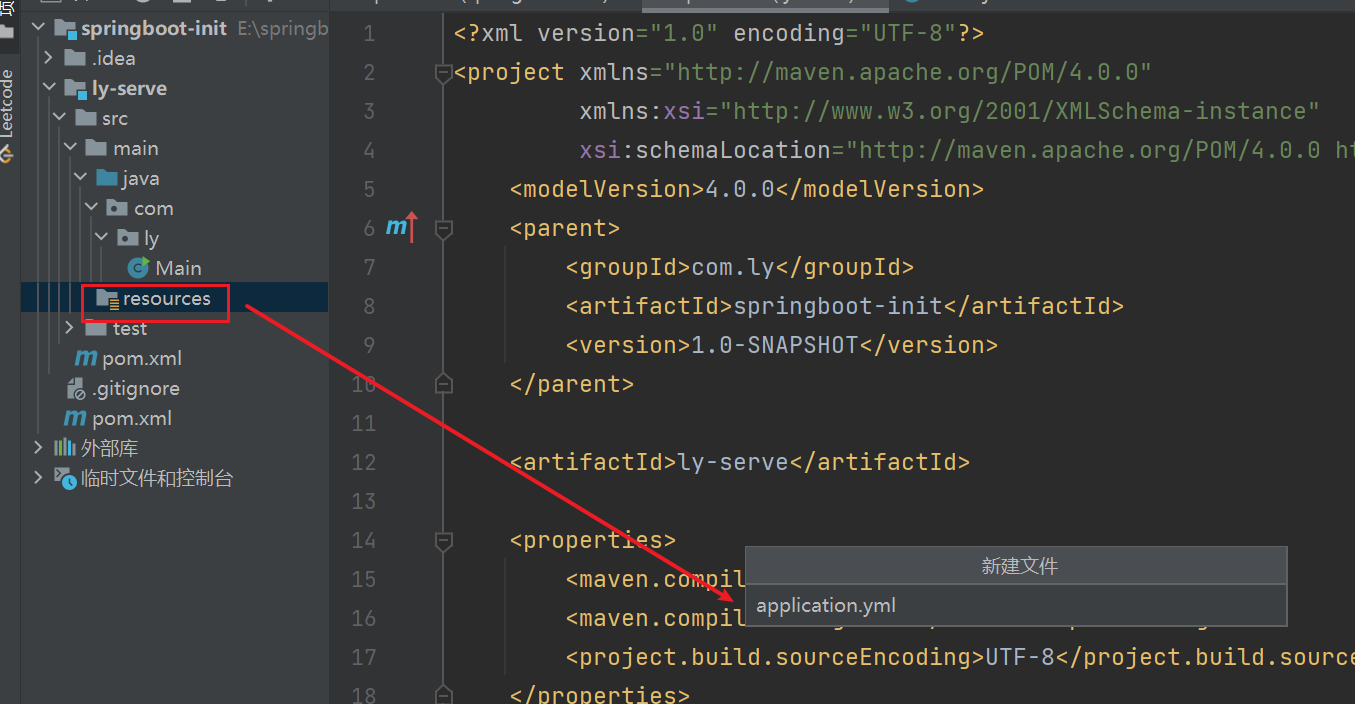 springboot-init E:\springb
.idea
ly-serve
src
main
java
com
ly
Main
resources
test
pom.xml
.gitignore
pom.xml
外部库
临时文件和控制台
Leetcode
1 <?xml version="1.0" encoding="UTF-8"?>
2 <project xmlns="http://maven.apache.org/POM/4.0.0"
3 xmlns:xsi="http://www.w3.org/2001/XMLSchema-instance"
4 xsi:schemaLocation="http://maven.apache.org/POM/4.0.0 ht
5 <modelVersion>4.0.0</modelVersion>
6 <parent>
7 <groupId>com.ly</groupId>
8 <artifactId>springboot-init</artifactId>
9 <version>1.0-SNAPSHOT</version>
10 </parent>
11
12 <artifactId>ly-serve</artifactId>
13
14 <properties>
15 <maven.compil
16 <maven.compil
17 <project.build.sourceEncoding>UTF-8</project.build.source
18 </properties>
新建文件
application.yml